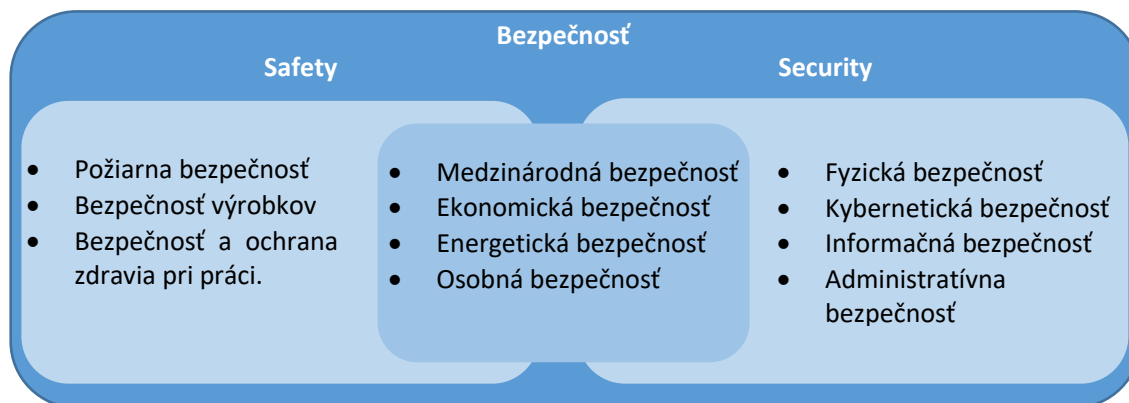 Bezpečnosť
Safety
Security
Požiarna bezpečnosť
Bezpečnosť výrobkov
Bezpečnosť a ochrana
zdravia pri práci.
Medzinárodná bezpečnosť
Ekonomická bezpečnosť
Energetická bezpečnosť
Osobná bezpečnosť
Fyzická bezpečnosť
Kybernetická bezpečnosť
Informačná bezpečnosť
Administratívna
bezpečnosť